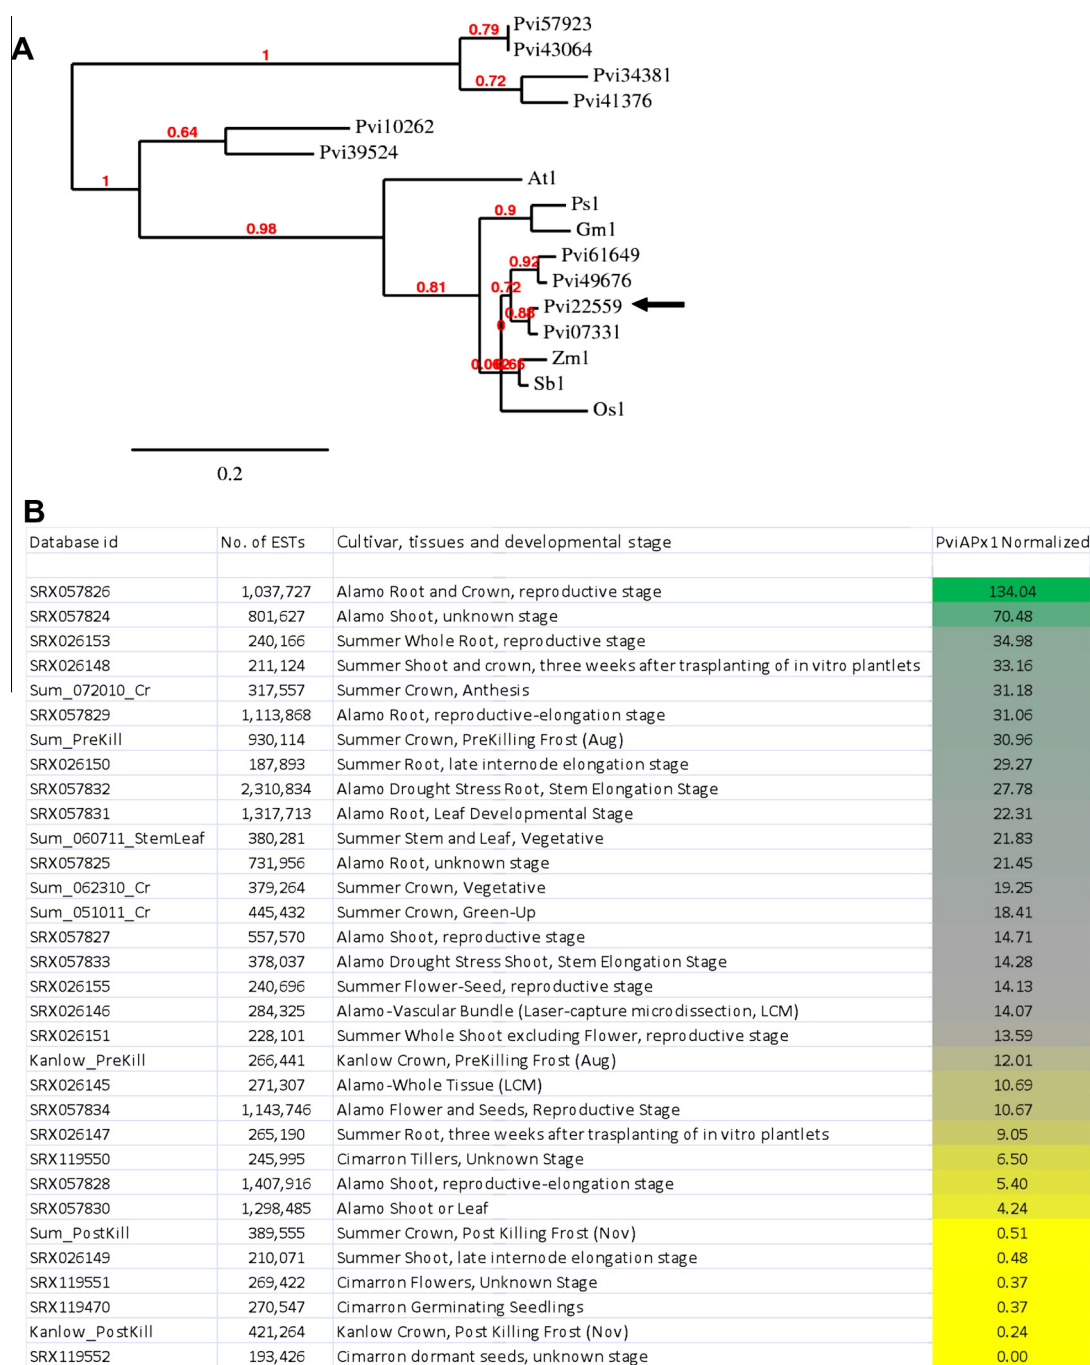 A
0.79
Pvi57923
Pvi43064
1
0.72
Pvi34381
Pvi41376
0.64
Pvi10262
Pvi39524
1
At1
0.98
0.9
Ps1
Gm1
0.92
Pvi61649
Pvi49676
0.81
0.72
0.88
Pvi22559
Pvi07331
0
Zm1
Sb1
Os1
0.2
B
Database id No. of ESTs Cultivar, tissues and developmental stage PviAPx1 Normalized
SRX057826 1,037,727 Alamo Root and Crown, reproductive stage 134.04
SRX057824 801,627 Alamo Shoot, unknown stage 70.48
SRX026153 240,166 Summer Whole Root, reproductive stage 34.98
SRX026148 211,124 Summer Shoot and crown, three weeks after trasplanting of in vitro plantlets 33.16
Sum_072010_Cr 317,557 Summer Crown, Anthesis 31.18
SRX057829 1,113,868 Alamo Root, reproductive-elongation stage 31.06
Sum_PreKill 930,114 Summer Crown, PreKilling Frost (Aug) 30.96
SRX026150 187,893 Summer Root, late internode elongation stage 29.27
SRX057832 2,310,834 Alamo Drought Stress Root, Stem Elongation Stage 27.78
SRX057831 1,317,713 Alamo Root, Leaf Developmental Stage 22.31
Sum_060711_StemLeaf 380,281 Summer Stem and Leaf, Vegetative 21.83
SRX057825 731,956 Alamo Root, unknown stage 21.45
Sum_062310_Cr 379,264 Summer Crown, Vegetative 19.25
Sum_051011_Cr 445,432 Summer Crown, Green-Up 18.41
SRX057827 557,570 Alamo Shoot, reproductive stage 14.71
SRX057833 378,037 Alamo Drought Stress Shoot, Stem Elongation Stage 14.28
SRX026155 240,696 Summer Flower-Seed, reproductive stage 14.13
SRX026146 284,325 Alamo-Vascular Bundle (Laser-capture microdissection, LCM) 14.07
SRX026151 228,101 Summer Whole Shoot excluding Flower, reproductive stage 13.59
Kanlow_PreKill 266,441 Kanlow Crown, PreKilling Frost (Aug) 12.01
SRX026145 271,307 Alamo-Whole Tissue (LCM) 10.69
SRX057834 1,143,746 Alamo Flower and Seeds, Reproductive Stage 10.67
SRX026147 265,190 Summer Root, three weeks after trasplanting of in vitro plantlets 9.05
SRX119550 245,995 Cimarron Tillers, Unknown Stage 6.50
SRX057828 1,407,916 Alamo Shoot, reproductive-elongation stage 5.40
SRX057830 1,298,485 Alamo Shoot or Leaf 4.24
Sum_PostKill 389,555 Summer Crown, Post Killing Frost (Nov) 0.51
SRX026149 210,071 Summer Shoot, late internode elongation stage 0.48
SRX119551 269,422 Cimarron Flowers, Unknown Stage 0.37
SRX119470 270,547 Cimarron Germinating Seedlings 0.37
Kanlow_PostKill 421,264 Kanlow Crown, Post Killing Frost (Nov) 0.24
SRX119552 193,426 Cimarron dormant seeds, unknown stage 0.00